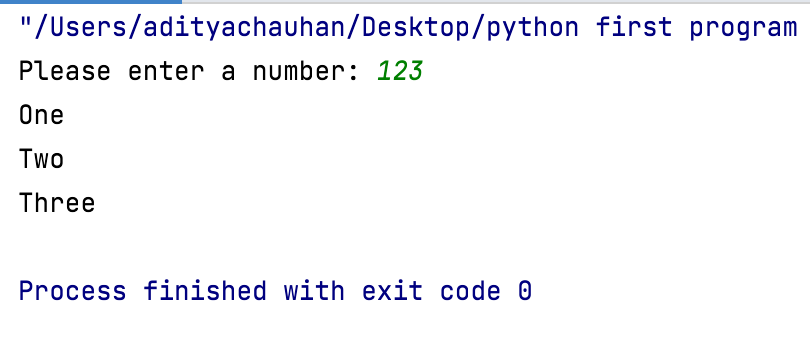 "/Users/adityachauhan/Desktop/python first program
Please enter a number: 123
One
Two
Three
Process finished with exit code 0